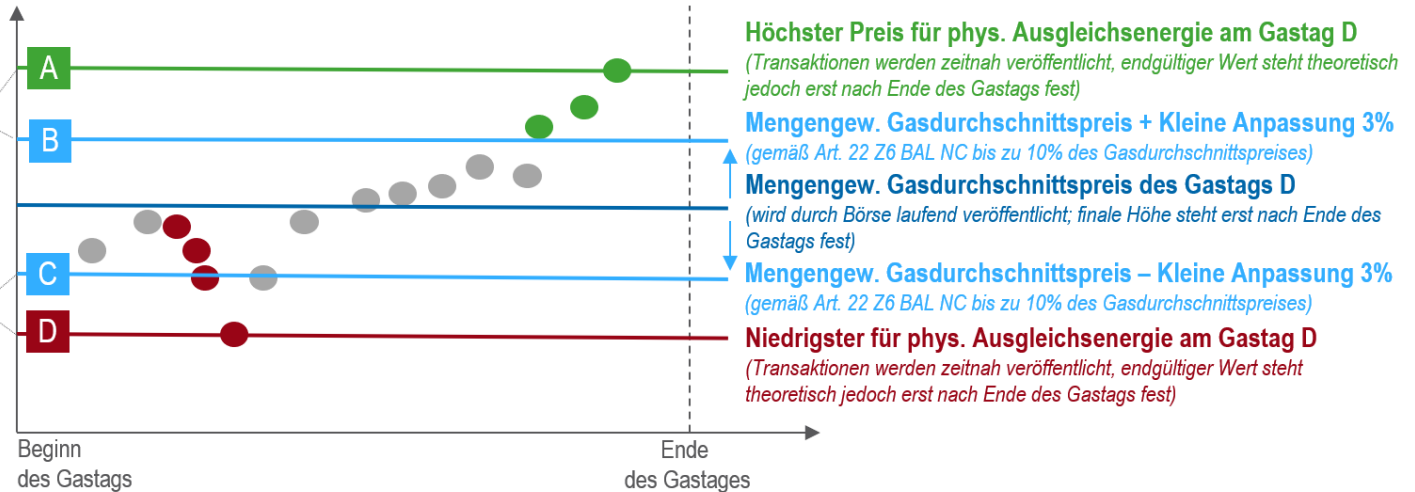 A
B
C
D
Höchster Preis für phys. Ausgleichsenergie am Gastag D
(Transaktionen werden zeitnah veröffentlicht, endgültiger Wert steht theoretisch
jedoch erst nach Ende des Gastags fest)
Mengengew. Gasdurchschnittspreis + Kleine Anpassung 3%
(gemäß Art. 22 Z6 BAL NC bis zu 10% des Gasdurchschnittspreises)
Mengengew. Gasdurchschnittspreis des Gastags D
(wird durch Börse laufend veröffentlicht; finale Höhe steht erst nach Ende des
Gastags fest)
Mengengew. Gasdurchschnittspreis – Kleine Anpassung 3%
(gemäß Art. 22 Z6 BAL NC bis zu 10% des Gasdurchschnittspreises)
Niedrigster für phys. Ausgleichsenergie am Gastag D
(Transaktionen werden zeitnah veröffentlicht, endgültiger Wert steht
theoretisch jedoch erst nach Ende des Gastags fest)
Beginn
des Gastags
Ende
des Gastages